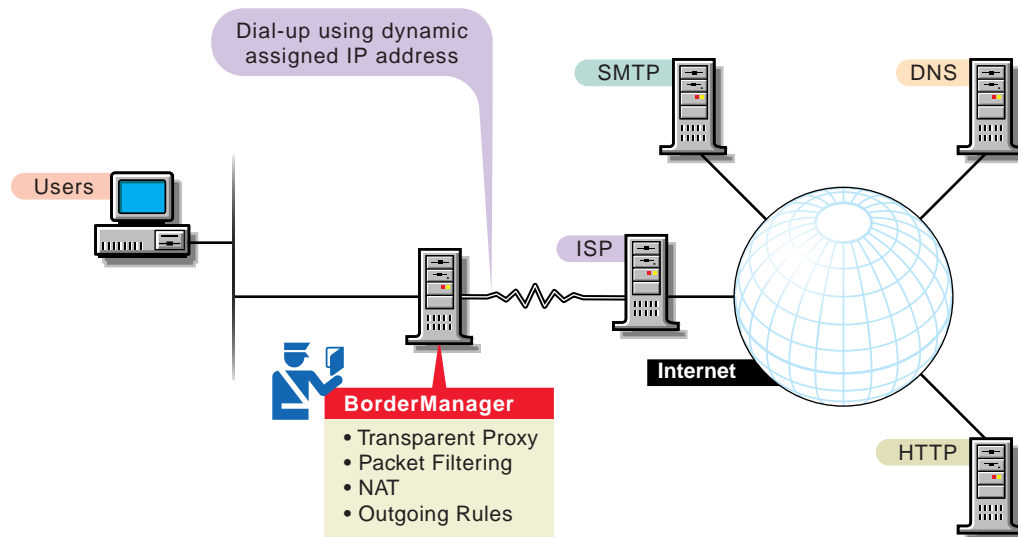 Dial-up using dynamic
assigned IP address
SMTP
DNS
Users
ISP
Internet
BorderManager
• Transparent Proxy
• Packet Filtering
• NAT
• Outgoing Rules
HTTP